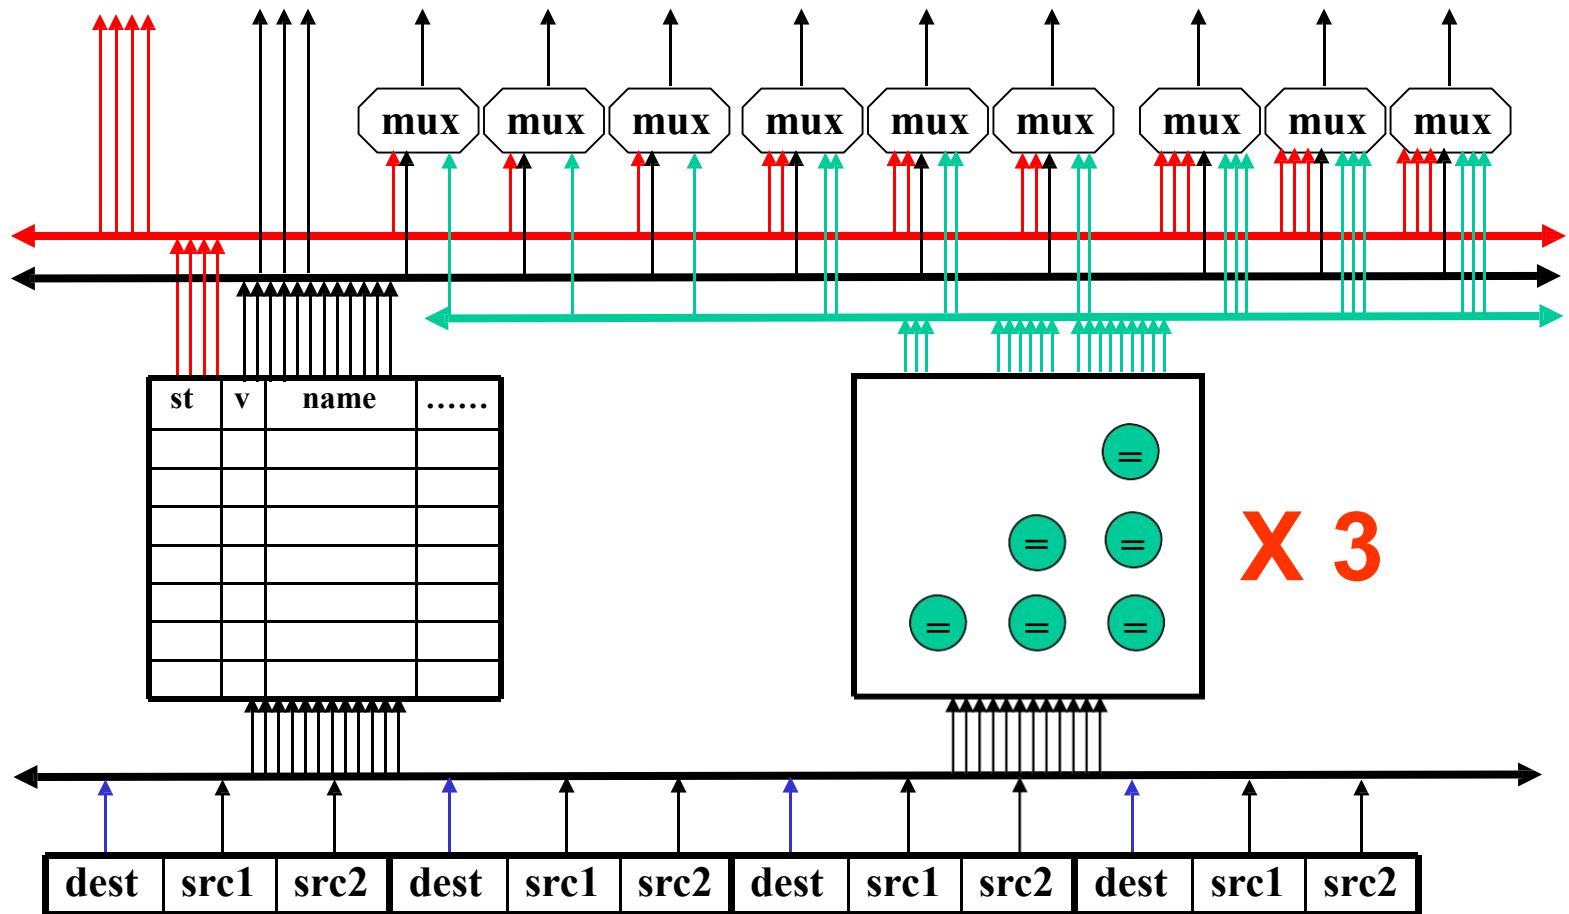 mux mux mux mux mux mux mux mux mux
st v name ......
=
= =
X 3
= = =
dest src1 src2 dest src1 src2 dest src1 src2 dest src1 src2